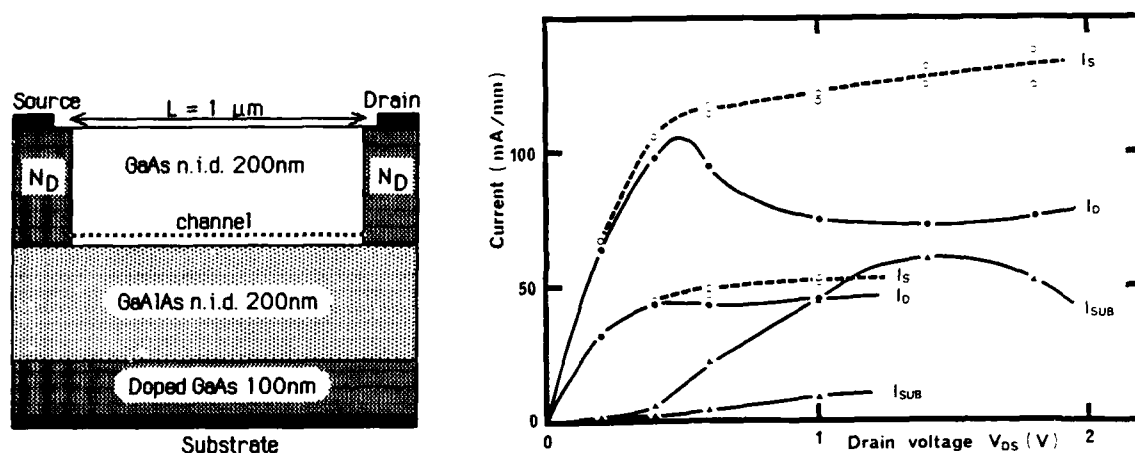 Source
L = 1 µm
Drain
GaAs n.i.d. 200nm
N_D
N_D
channel
GaAlAs n.i.d. 200nm
Doped GaAs 100nm
Substrate
Current (mA/mm)
100
50
0
I_S
I_D
I_S
I_D
I_SUB
I_SUB
0
1
2
Drain voltage V_DS (V)